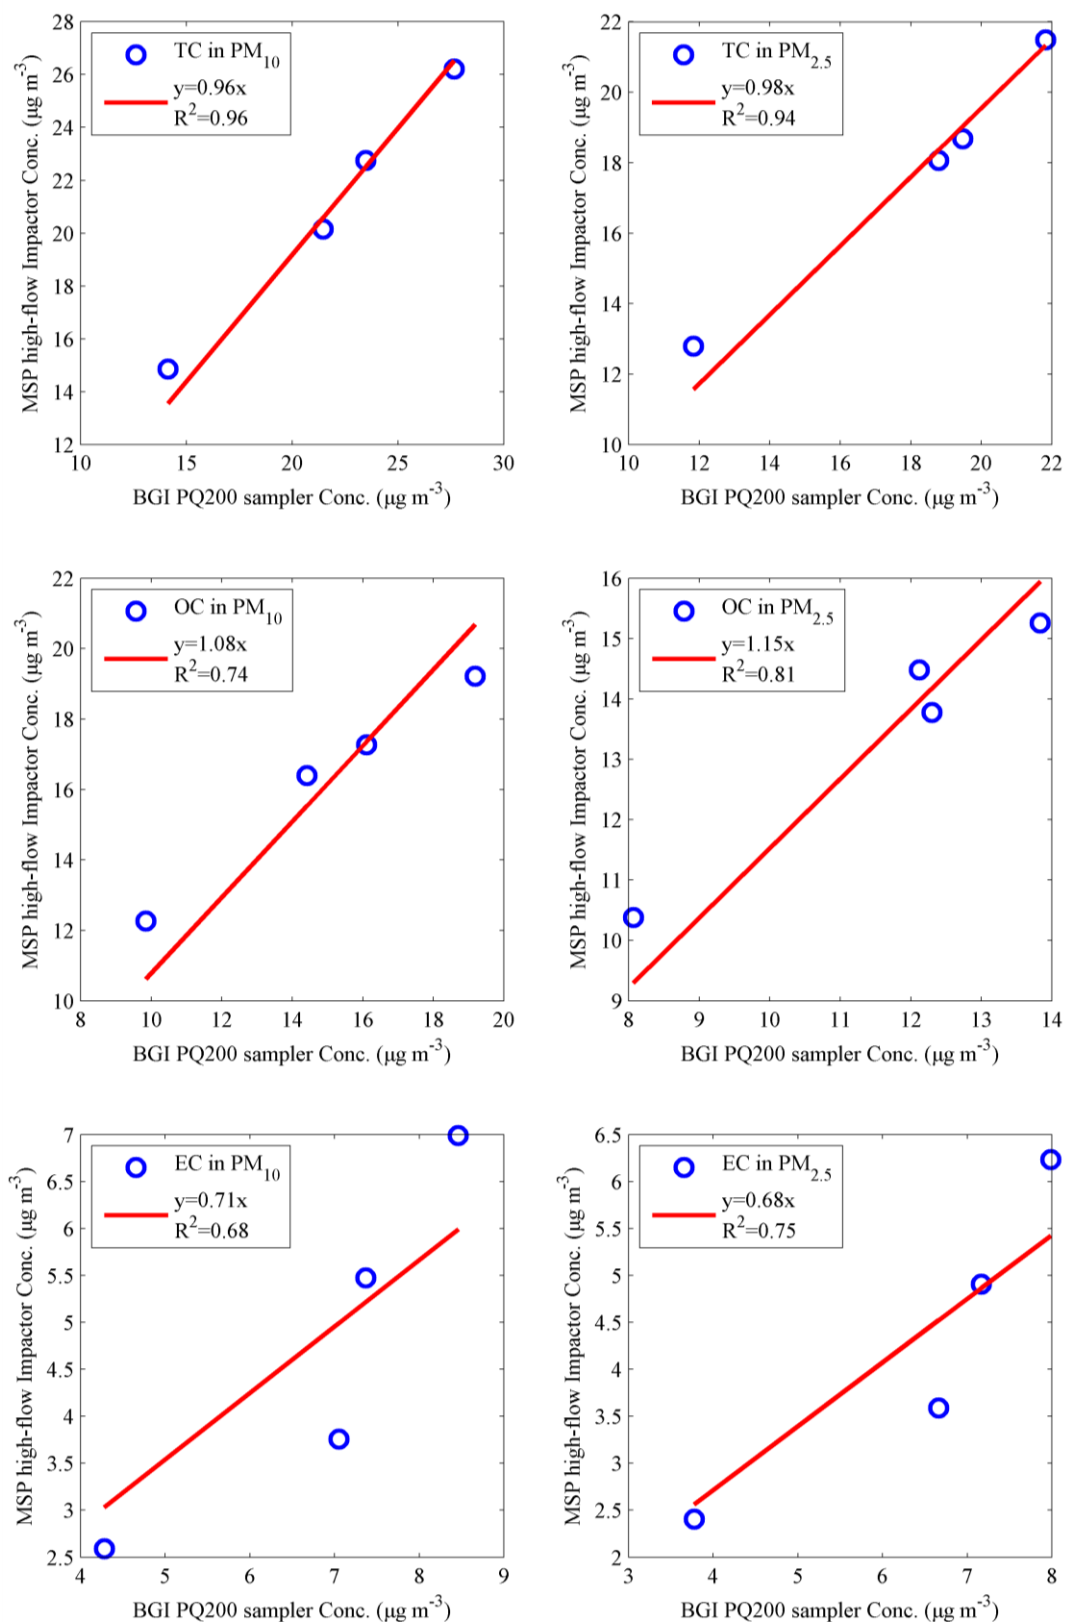 28
26
24
22
20
18
16
14
12
10
15
20
25
30
MSP high-flow Impactor Conc. (μg m-3)
BGI PQ200 sampler Conc. (μg m-3)
TC in PM10
y=0.96x
R2=0.96
22
20
18
16
14
12
10
10
12
14
16
18
20
22
MSP high-flow Impactor Conc. (μg m-3)
BGI PQ200 sampler Conc. (μg m-3)
TC in PM2.5
y=0.98x
R2=0.94
22
20
18
16
14
12
10
8
10
12
14
16
18
20
MSP high-flow Impactor Conc. (μg m-3)
BGI PQ200 sampler Conc. (μg m-3)
OC in PM10
y=1.08x
R2=0.74
16
15
14
13
12
11
10
9
8
9
10
11
12
13
14
MSP high-flow Impactor Conc. (μg m-3)
BGI PQ200 sampler Conc. (μg m-3)
OC in PM2.5
y=1.15x
R2=0.81
7
6.5
6
5.5
5
4.5
4
3.5
3
2.5
4
5
6
7
8
9
MSP high-flow Impactor Conc. (μg m-3)
BGI PQ200 sampler Conc. (μg m-3)
EC in PM10
y=0.71x
R2=0.68
6.5
6
5.5
5
4.5
4
3.5
3
2.5
2
3
4
5
6
7
8
MSP high-flow Impactor Conc. (μg m-3)
BGI PQ200 sampler Conc. (μg m-3)
EC in PM2.5
y=0.68x
R2=0.75